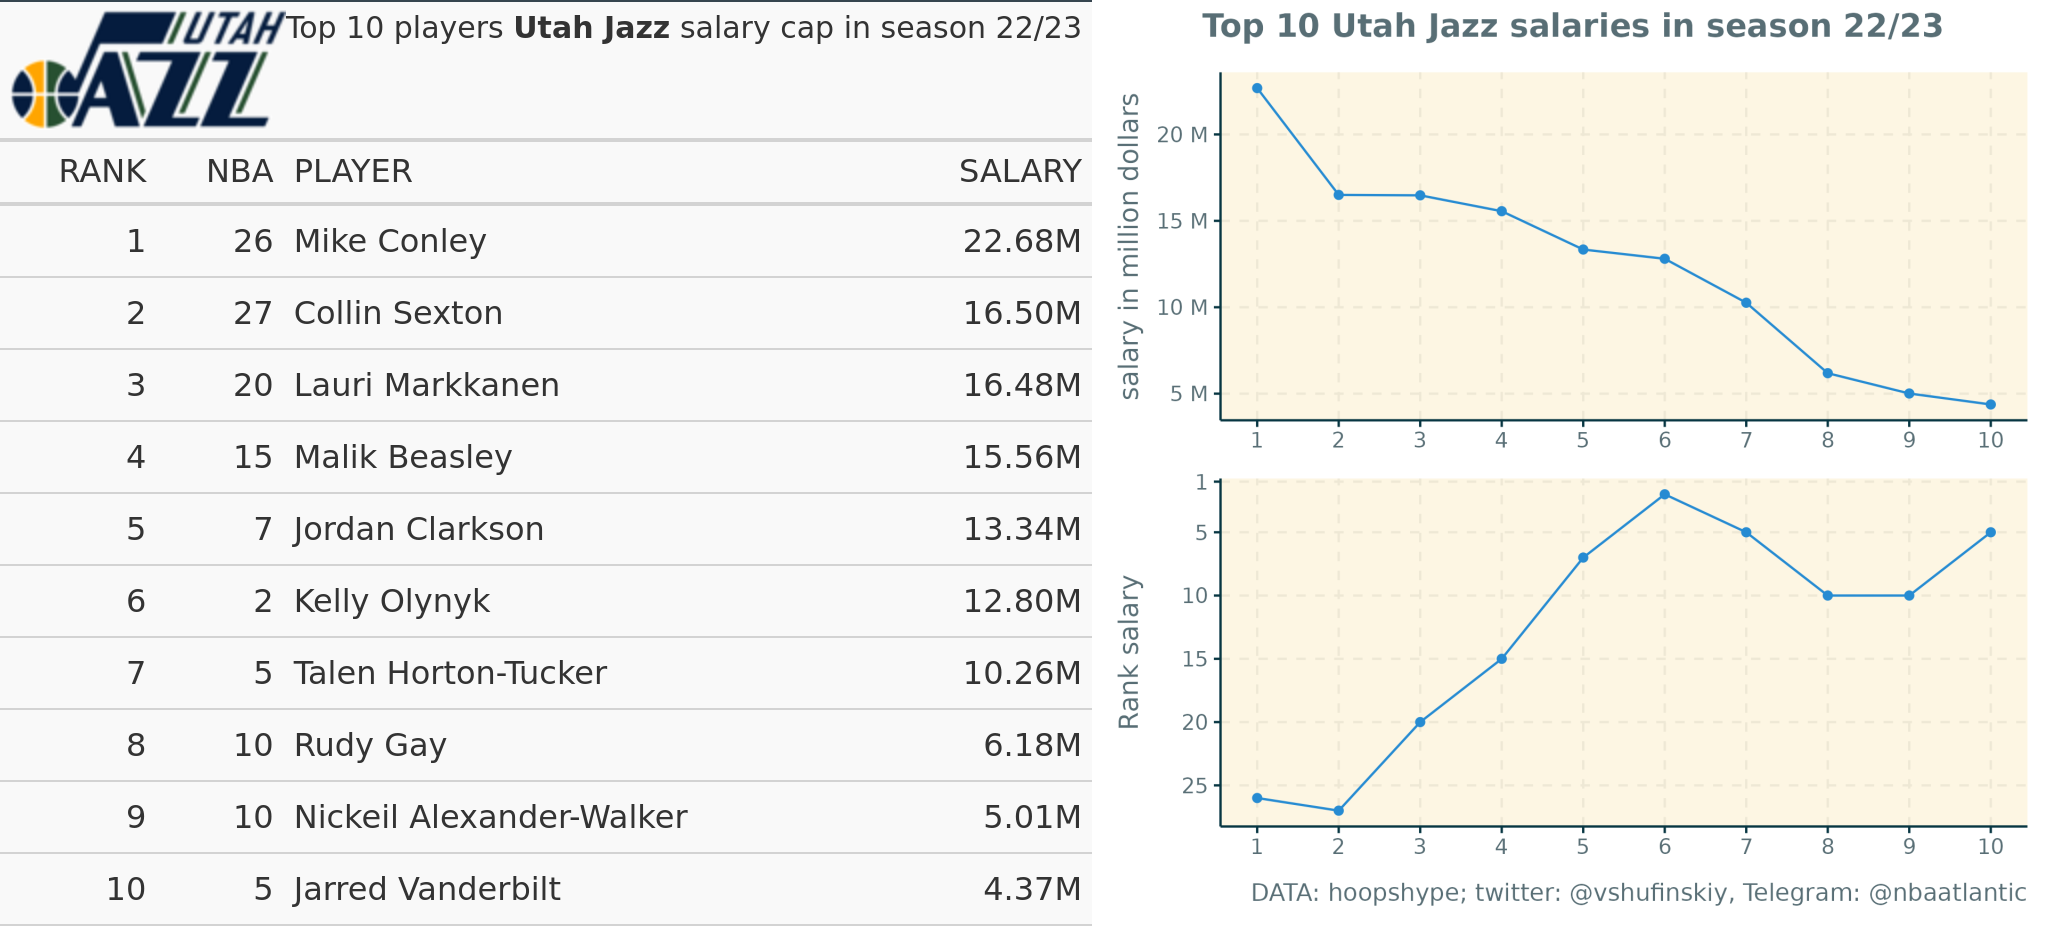 UTAH
JAZZ
Top 10 players Utah Jazz salary cap in season 22/23
RANK NBA PLAYER SALARY
1 26 Mike Conley 22.68M
2 27 Collin Sexton 16.50M
3 20 Lauri Markkanen 16.48M
4 15 Malik Beasley 15.56M
5 7 Jordan Clarkson 13.34M
6 2 Kelly Olynyk 12.80M
7 5 Talen Horton-Tucker 10.26M
8 10 Rudy Gay 6.18M
9 10 Nickeil Alexander-Walker 5.01M
10 5 Jarred Vanderbilt 4.37M
Top 10 Utah Jazz salaries in season 22/23
salary in million dollars
20 M
15 M
10 M
5 M
1 2 3 4 5 6 7 8 9 10
Rank salary
1
5
10
15
20
25
1 2 3 4 5 6 7 8 9 10
DATA: hoopshype; twitter: @vshufinskiy, Telegram: @nbaatlantic